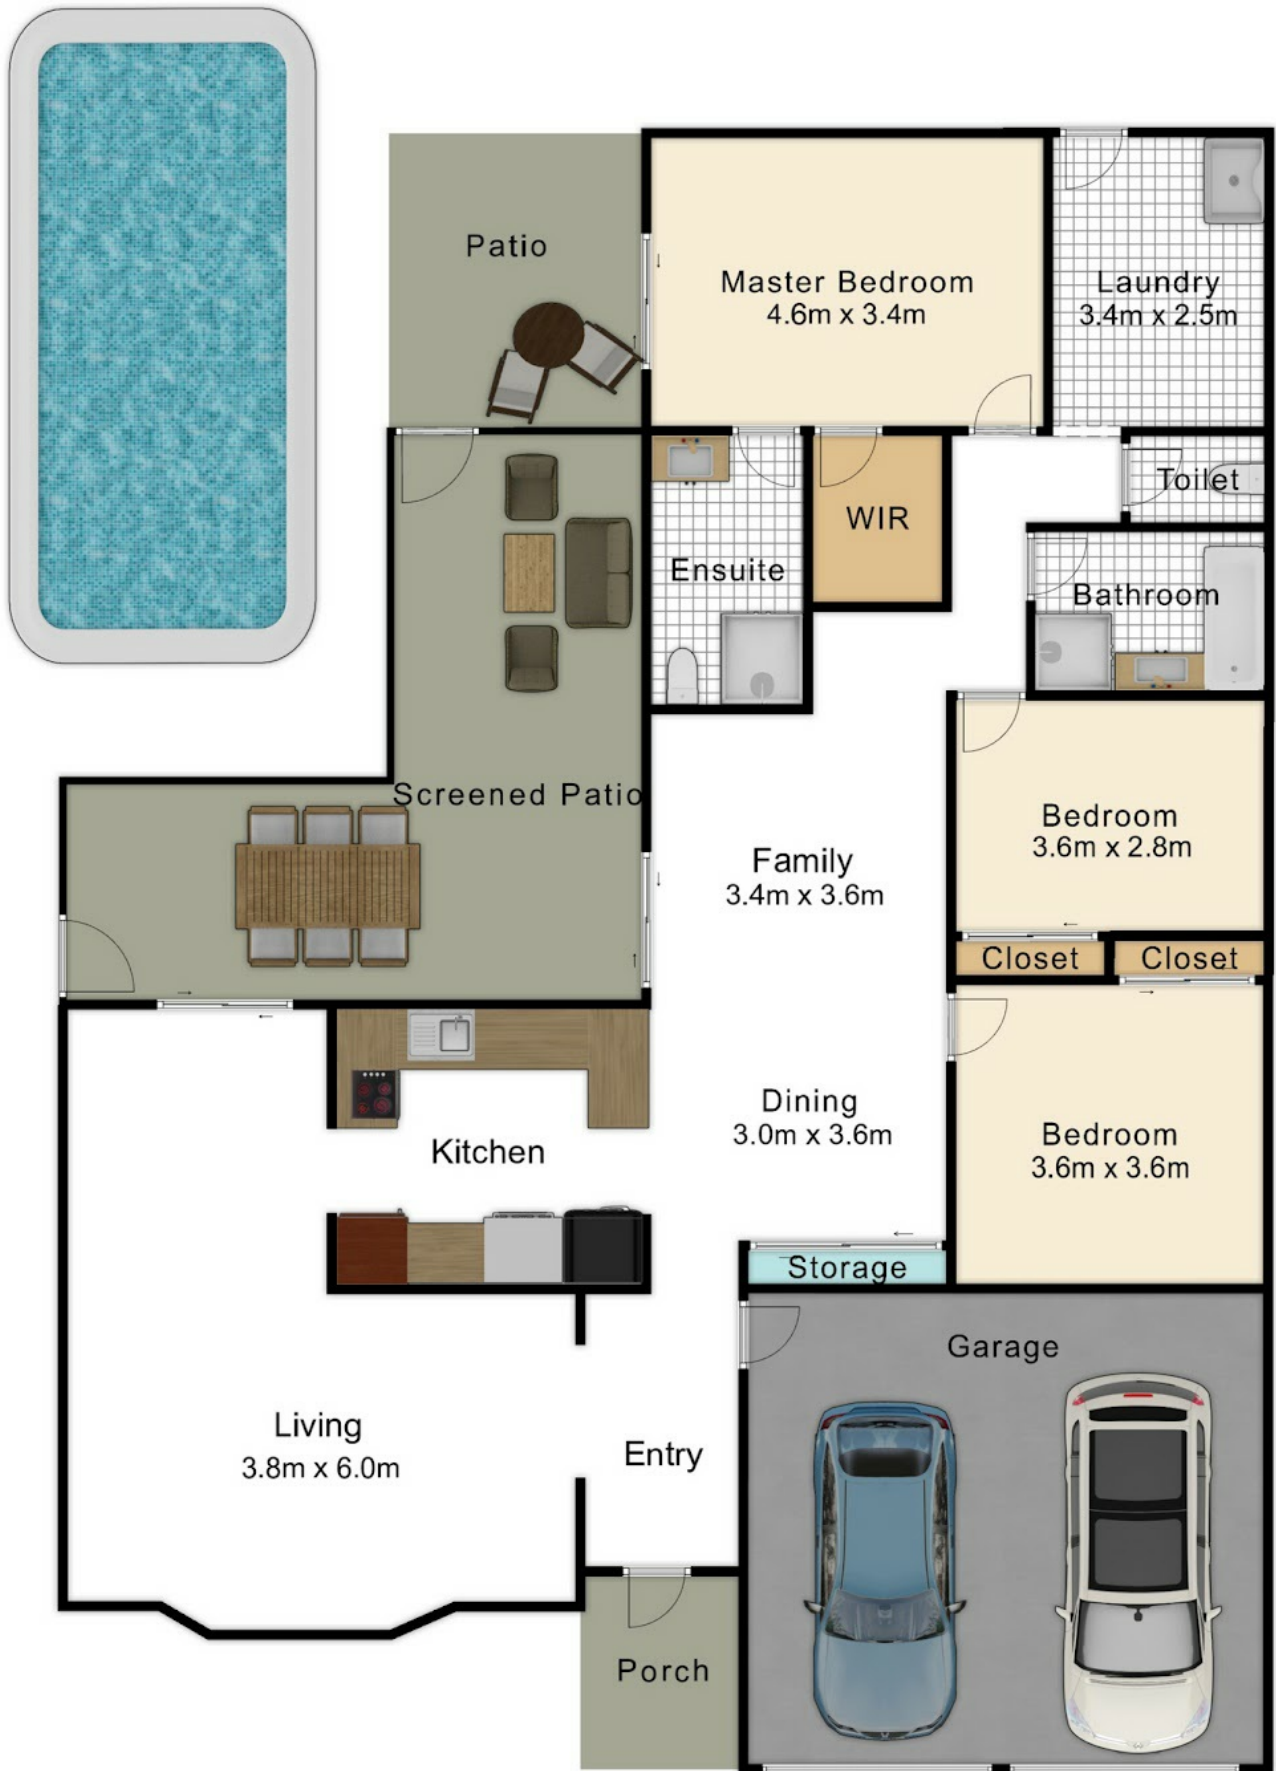 Patio
Master Bedroom
4.6m x 3.4m
Laundry
3.4m x 2.5m
Toilet
WIR
Ensuite
Bathroom
Screened Patio
Bedroom
3.6m x 2.8m
Family
3.4m x 3.6m
Closet
Closet
Dining
3.0m x 3.6m
Kitchen
Bedroom
3.6m x 3.6m
Storage
Garage
Living
3.8m x 6.0m
Entry
Porch